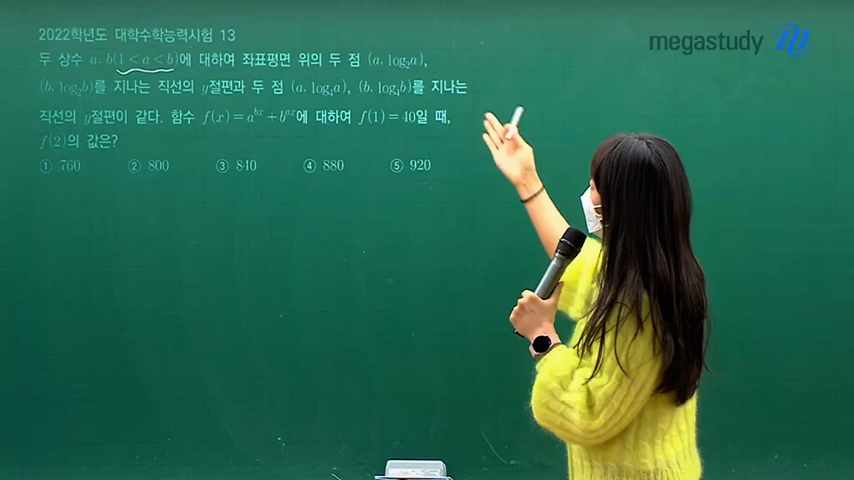 2022학년도 대학수학능력시험 13
megastudy
두 상수 a, b(1<a<b)에 대하여 좌표평면 위의 두 점 (a, log₂a),
(b, log₂b)를 지나는 직선의 y절편과 두 점 (a, log₄a), (b, log₄b)를 지나는
직선의 y절편이 같다. 함수 f(x)=a^{bx}+b^{ax}에 대하여 f(1)=40일 때,
f(2)의 값은?
① 760 ② 800 ③ 840 ④ 880 ⑤ 920